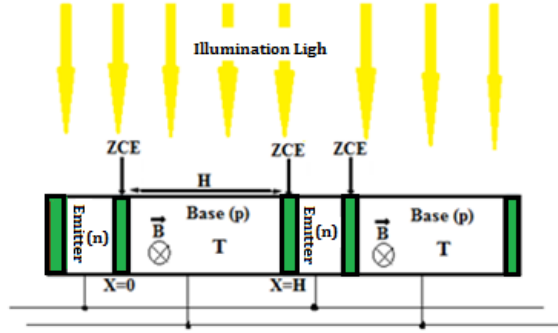 Illumination Ligh
ZCE
ZCE
ZCE
H
Emitter
(n)
Base (p)
B
T
Emitter
(n)
Base (p)
B
T
X=0
X=H